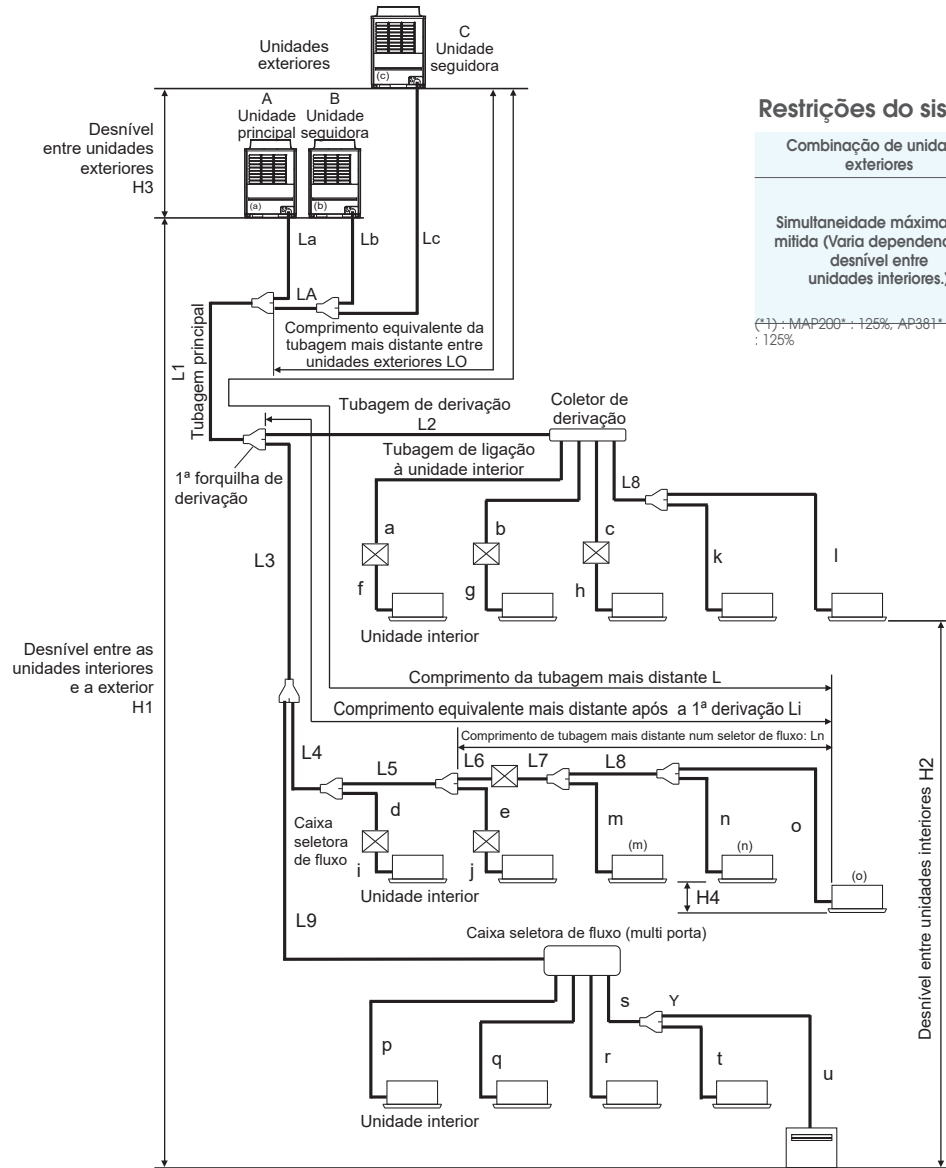 Unidades
exteriores
C
Unidade
seguidora
(c)
Desnível
entre unidades
exteriores
H3
A
Unidade
principal
B
Unidade
seguidora
(a)
(b)
La
Lb
Lc
LA
Comprimento equivalente da
tubagem mais distante entre
unidades exteriores LO
L1
Tubagem principal
Restrições do sis
Combinação de unida
exteriores
Simultaneidade máxima
mitida (Varia dependen
desnível entre
unidades interiores.)
(*1) : MAP200* : 125%, AP381*
: 125%
Tubagem de derivação
L2
Coletor de
derivação
Tubagem de ligação
à unidade interior
1ª forquilha de
derivação
L8
a
b
c
k
l
L3
f
g
h
Unidade interior
Desnível entre as
unidades interiores
e a exterior
H1
Comprimento da tubagem mais distante L
Comprimento equivalente mais distante após a 1ª derivação Li
Comprimento de tubagem mais distante num seletor de fluxo: Ln
L4
L5
L6
L7
L8
d
e
m
n
o
Caixa
seletora
de fluxo
i
j
(m)
(n)
(o)
Unidade interior
H4
Desnível entre unidades interiores H2
L9
Caixa seletora de fluxo (multi porta)
s
Y
p
q
r
t
u
Unidade interior